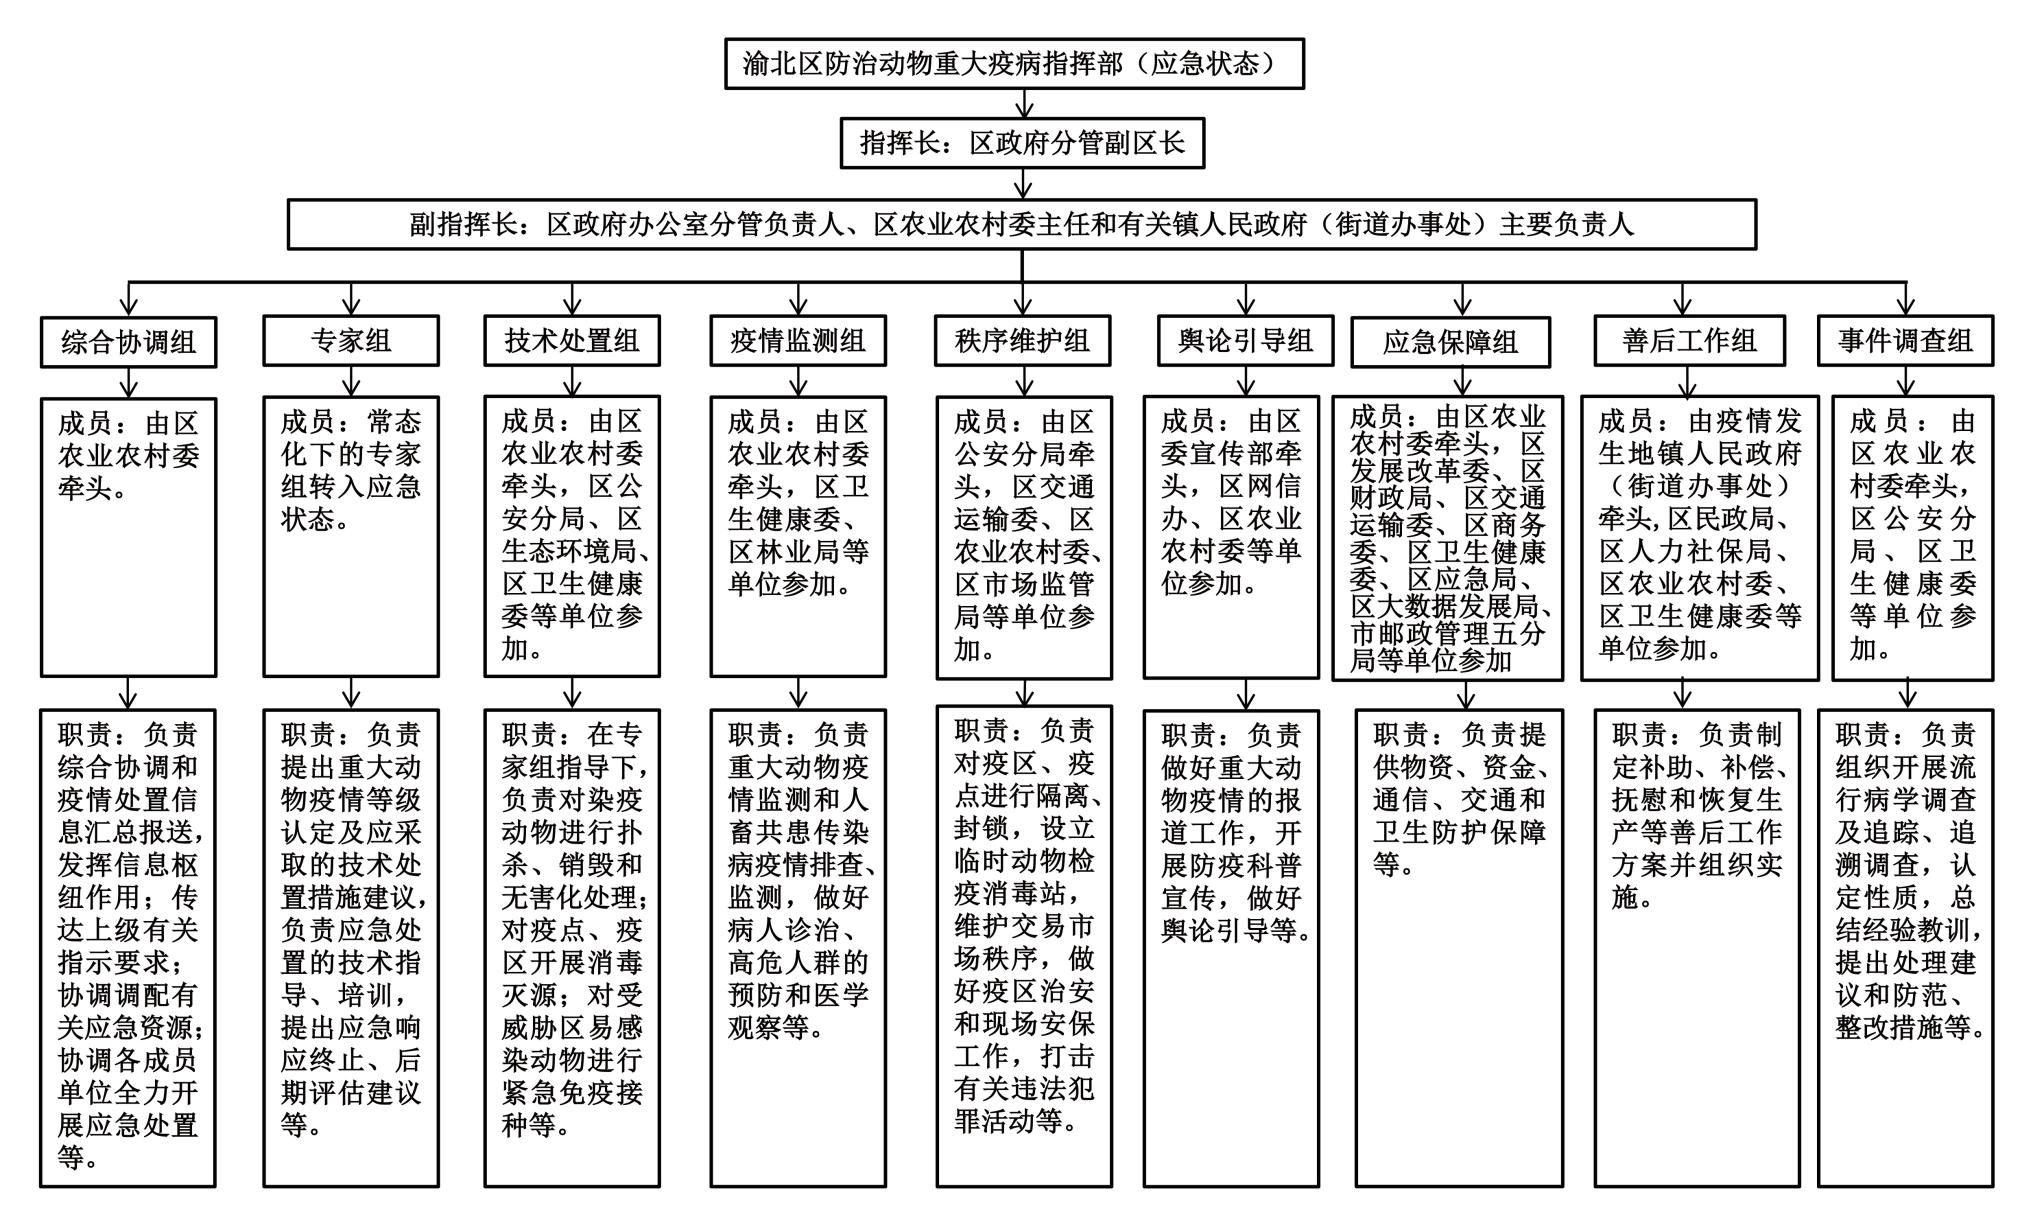 渝北区防治动物重大疫病指挥部（应急状态）
指挥长：区政府分管副区长
副指挥长：区政府办公室分管负责人、区农业农村委主任和有关镇人民政府（街道办事处）主要负责人
综合协调组
成员：由区
农业农村委
牵头。
职责：负责
综合协调和
疫情处置信
息汇总报送，
发挥信息枢
纽作用；传
达上级有关
指示要求；
协调调配有
关应急资源；
协调各成员
单位全力开
展应急处置
等。
专家组
成员：常态
化下的专家
组转入应急
状态。
职责：负责
提出重大动
物疫情等级
认定及应采
取的技术处
置措施建议，
负责应急处
置的技术指
导、培训，
提出应急响
应终止、后
期评估建议
等。
技术处置组
成员：由区
农业农村委
牵头，区公
安分局、区
生态环境局、
区卫生健康
委等单位参
加。
职责：在专
家组指导下，
负责对染疫
动物进行扑
杀、销毁和
无害化处理；
对疫点、疫
区开展消毒
灭源；对受
威胁区易感
染动物进行
紧急免疫接
种等。
疫情监测组
成员：由区
农业农村委
牵头，区卫
生健康委、
区林业局等
单位参加。
职责：负责
重大动物疫
情监测和人
畜共患传染
病疫情排查、
监测，做好
病人诊治、
高危人群的
预防和医学
观察等。
秩序维护组
成员：由区
公安分局牵
头，区交通
运输委、区
农业农村委、
区市场监管
局等单位参
加。
职责：负责
对疫区、疫
点进行隔离、
封锁，设立
临时动物检
疫消毒站，
维护交易市
场秩序，做
好疫区治安
和现场安保
工作，打击
有关违法犯
罪活动等。
舆论引导组
成员：由区
委宣传部牵
头，区网信
办、区农业
农村委等单
位参加。
职责：负责
做好重大动
物疫情的报
道工作，开
展防疫科普
宣传，做好
舆论引导等。
应急保障组
成员：由区农业
农村委牵头，区
发展改革委、区
财政局、区交通
运输委、区商务
委、区卫生健康
委、区应急局、
区大数据发展局、
市邮政管理五分
局等单位参加
职责：负责提
供物资、资金、
通信、交通和
卫生防护保障
等。
善后工作组
成员：由疫情发
生地镇人民政府
（街道办事处）
牵头,区民政局、
区人力社保局、
区农业农村委、
区卫生健康委等
单位参加。
职责：负责制
定补助、补偿、
抚慰和恢复生
产等善后工作
方案并组织实
施。
事件调查组
成员：由
区农业农
村委牵头，
区公安分
局、区卫
生健康委
等单位参
加。
职责：负责
组织开展流
行病学调查
及追踪、追
溯调查，认
定性质，总
结经验教训，
提出处理建
议和防范、
整改措施等。